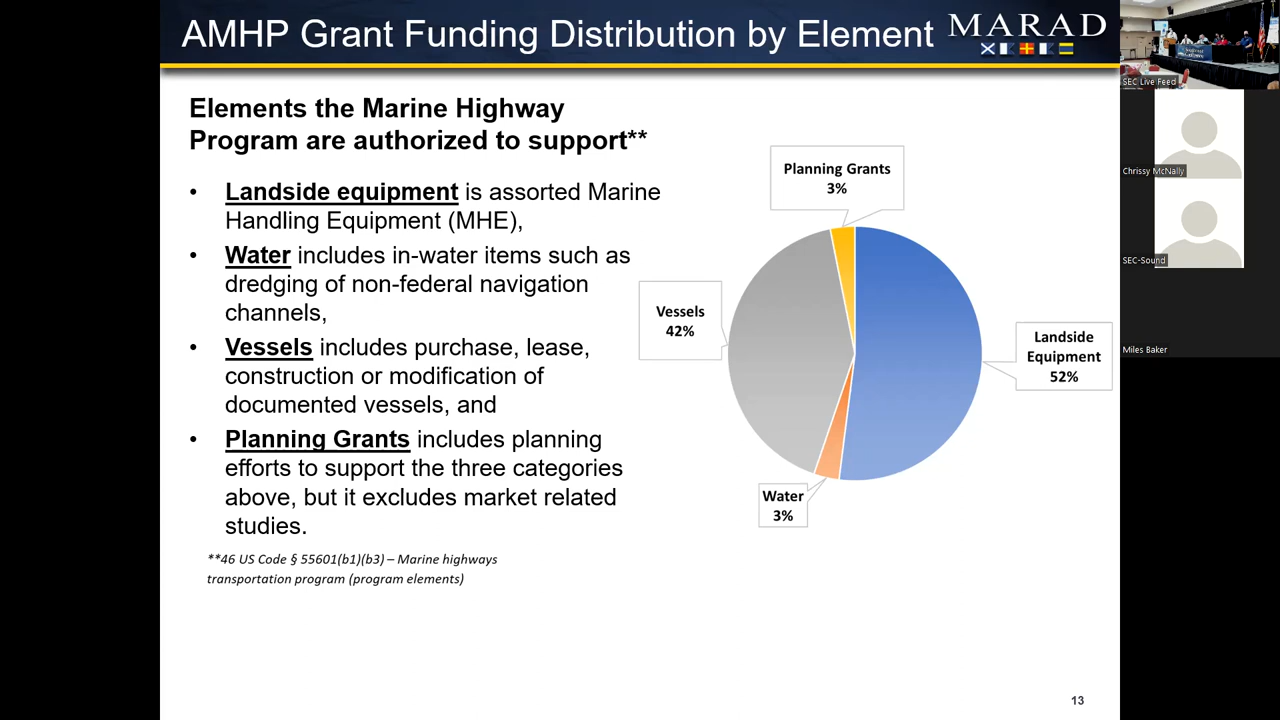 AMHP Grant Funding Distribution by Element
MARAD
Elements the Marine Highway
Program are authorized to support**
• Landside equipment is assorted Marine
Handling Equipment (MHE),
• Water includes in-water items such as
dredging of non-federal navigation
channels,
• Vessels includes purchase, lease,
construction or modification of
documented vessels, and
• Planning Grants includes planning
efforts to support the three categories
above, but it excludes market related
studies.
**46 US Code § 55601(b1)(b3) – Marine highways
transportation program (program elements)
Planning Grants
3%
Vessels
42%
Landside
Equipment
52%
Water
3%
13
SEC Live Feed
Chrissy McNally
SEC-Sound
Miles Baker